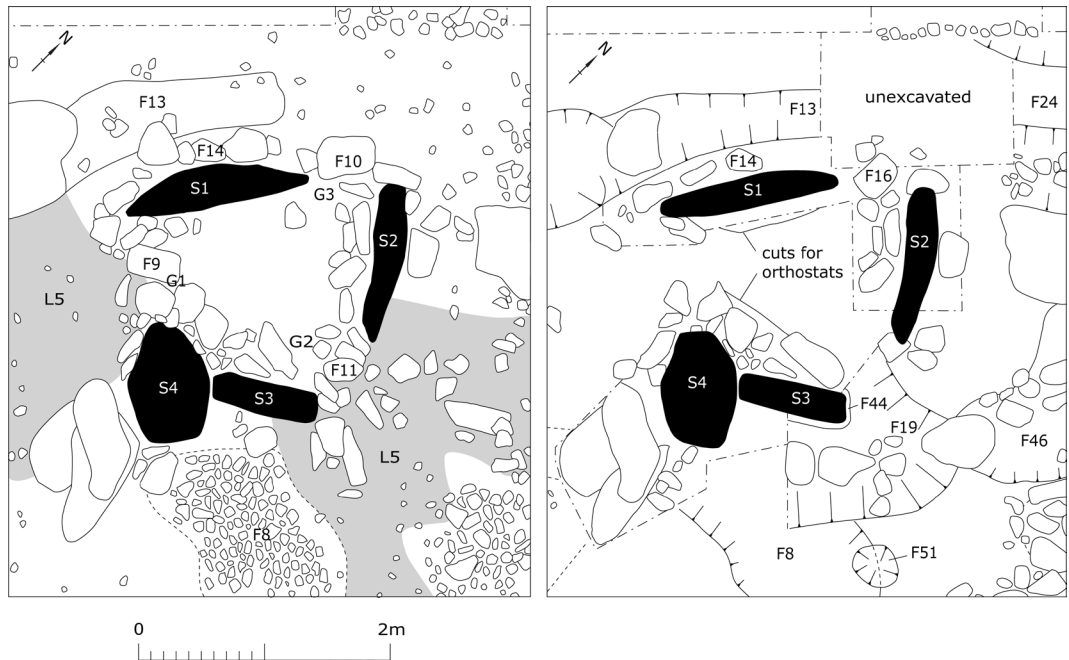 N
F13
F14
F10
S1
G3
S2
F9
G1
L5
G2
F11
S4
S3
L5
F8
0
2m
N
unexcavated
F24
F13
F14
F16
S1
S2
cuts for
orthostats
S4
S3
F44
F19
F46
F8
F51